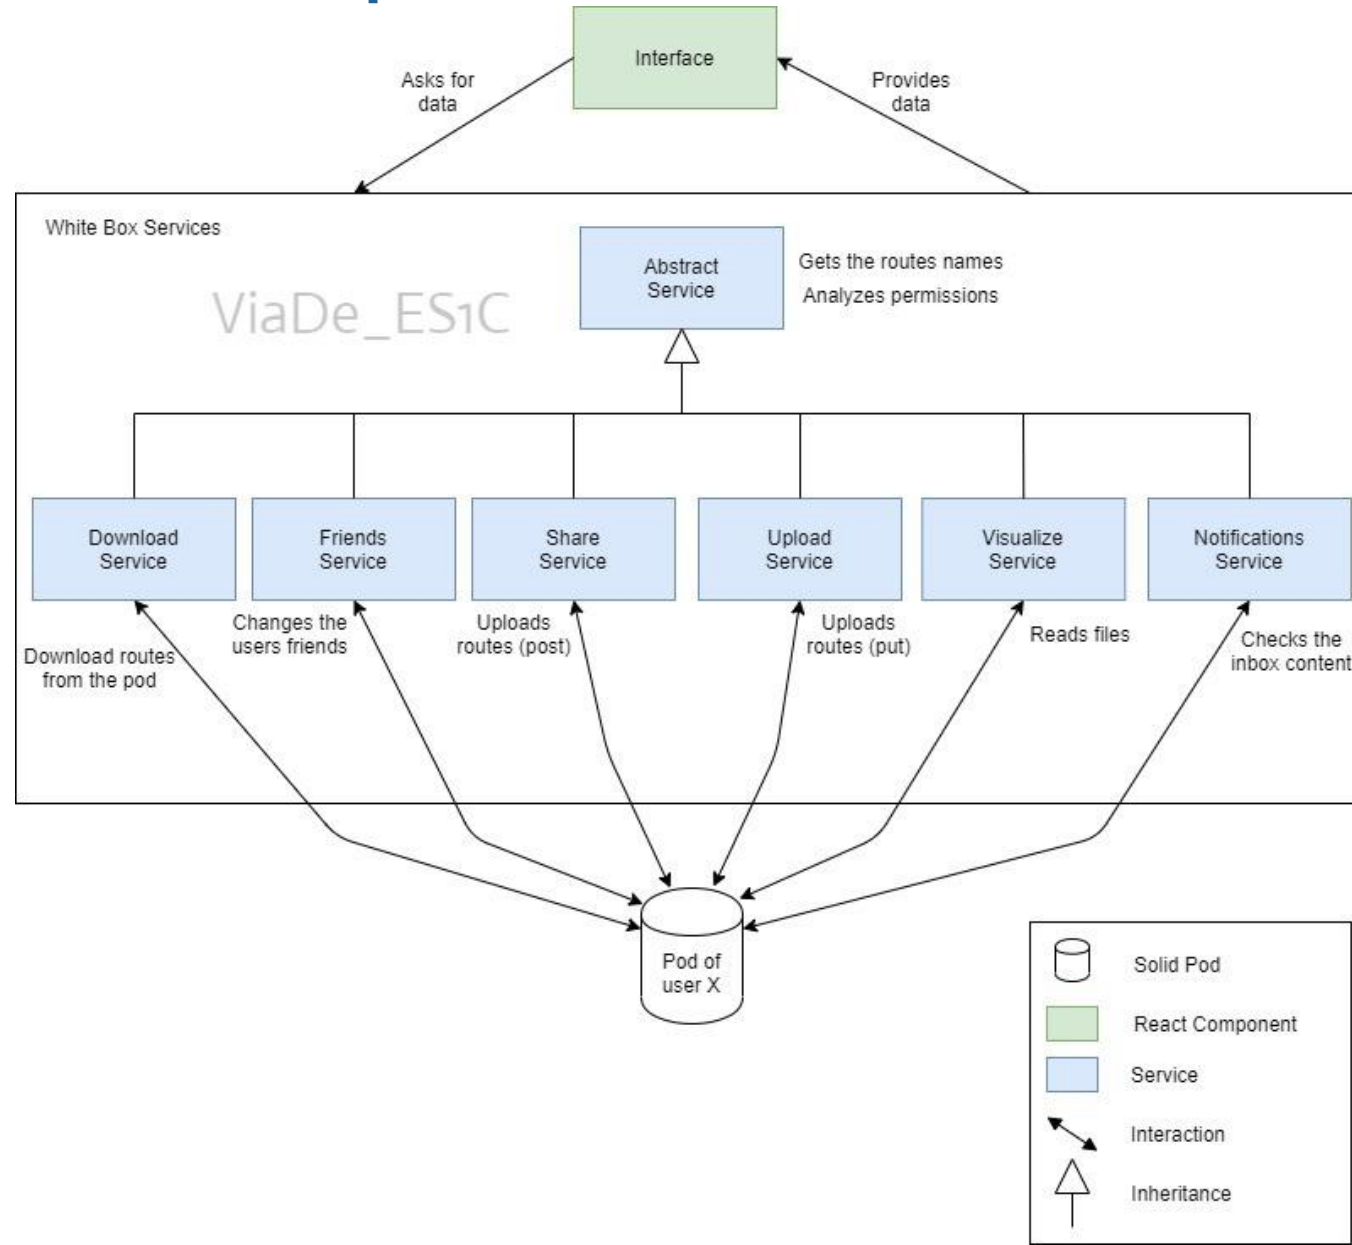 Interface
Asks for
data
Provides
data
White Box Services
ViaDe_ES1C
Abstract
Service
Gets the routes names
Analyzes permissions
Download
Service
Friends
Service
Share
Service
Upload
Service
Visualize
Service
Notifications
Service
Download routes
from the pod
Changes the
users friends
Uploads
routes (post)
Uploads
routes (put)
Reads files
Checks the
inbox content
Pod of
user X
Solid Pod
React Component
Service
Interaction
Inheritance